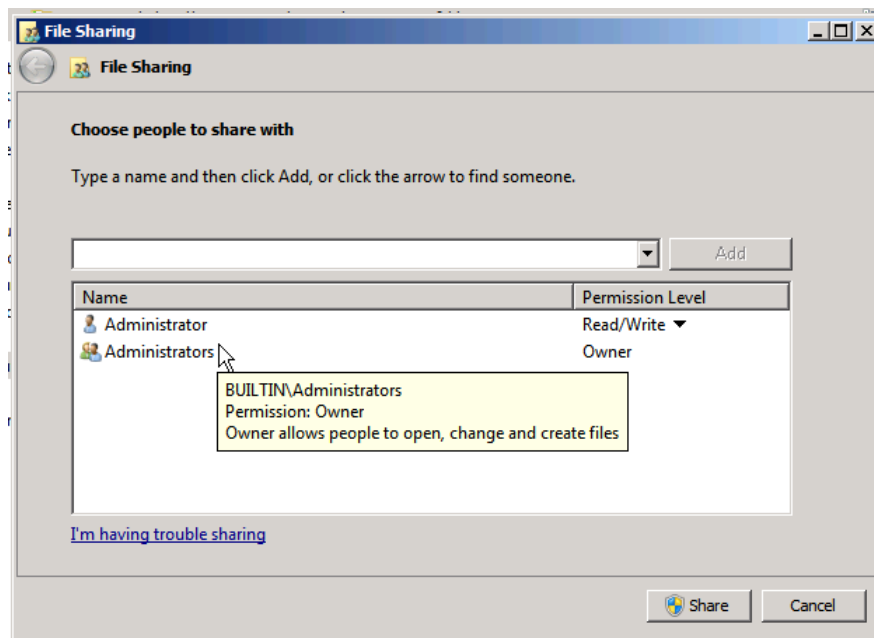 File Sharing
File Sharing
Choose people to share with
Type a name and then click Add, or click the arrow to find someone.
Add
Name Permission Level
Administrator Read/Write
Administrators Owner
BUILTIN\Administrators
Permission: Owner
Owner allows people to open, change and create files
I'm having trouble sharing
Share Cancel